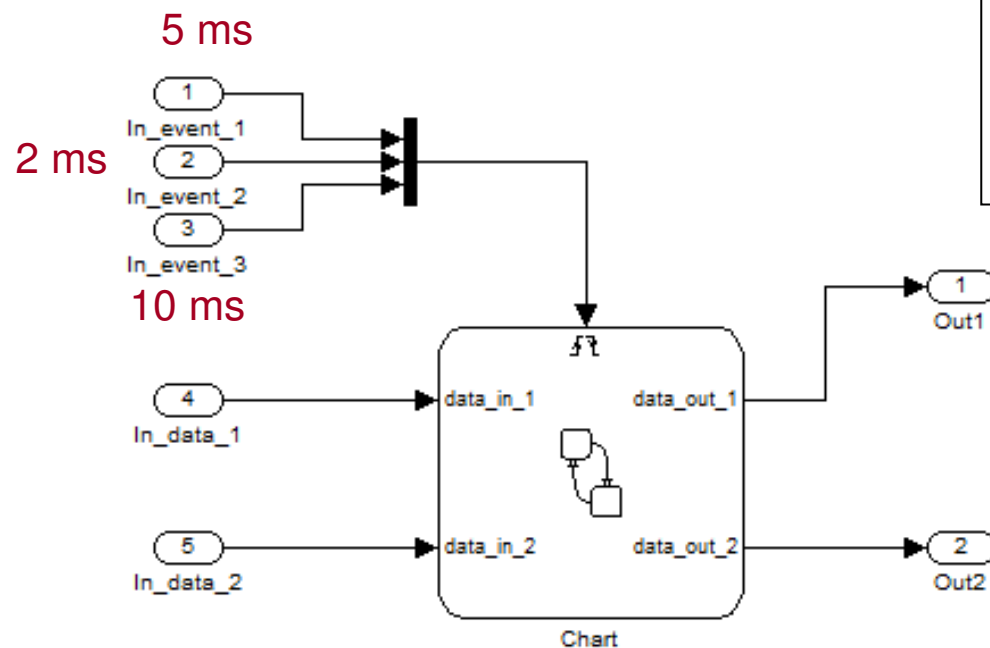 5 ms
1
In_event_1
2 ms
2
In_event_2
3
In_event_3
10 ms
1
Out1
4
In_data_1
data_in_1
data_out_1
5
In_data_2
data_in_2
data_out_2
2
Out2
Chart